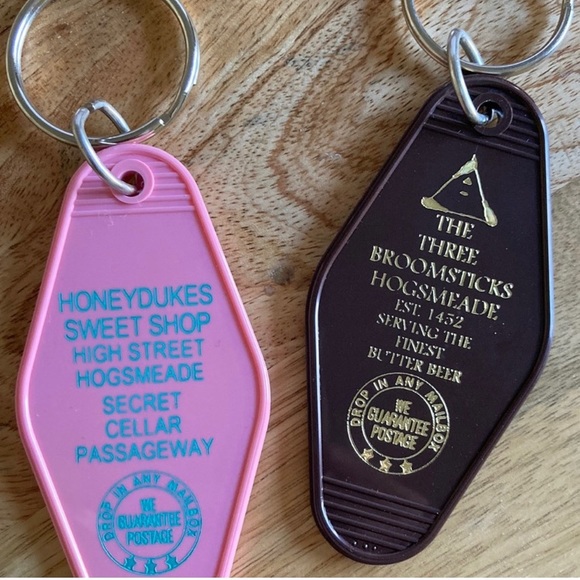 HONEYDUKES
SWEET SHOP
HIGH STREET
HOGSMEADE
SECRET
CELLAR
PASSAGEWAY
DROP IN ANY MAILBOX
WE
GUARANTEE
POSTAGE
THE
THREE
BROOMSTICKS
HOGSMEADE
EST. 1452
SERVING THE
FINEST
BUTTER BEER
DROP IN ANY MAILBOX
WE
GUARANTEE
POSTAGE